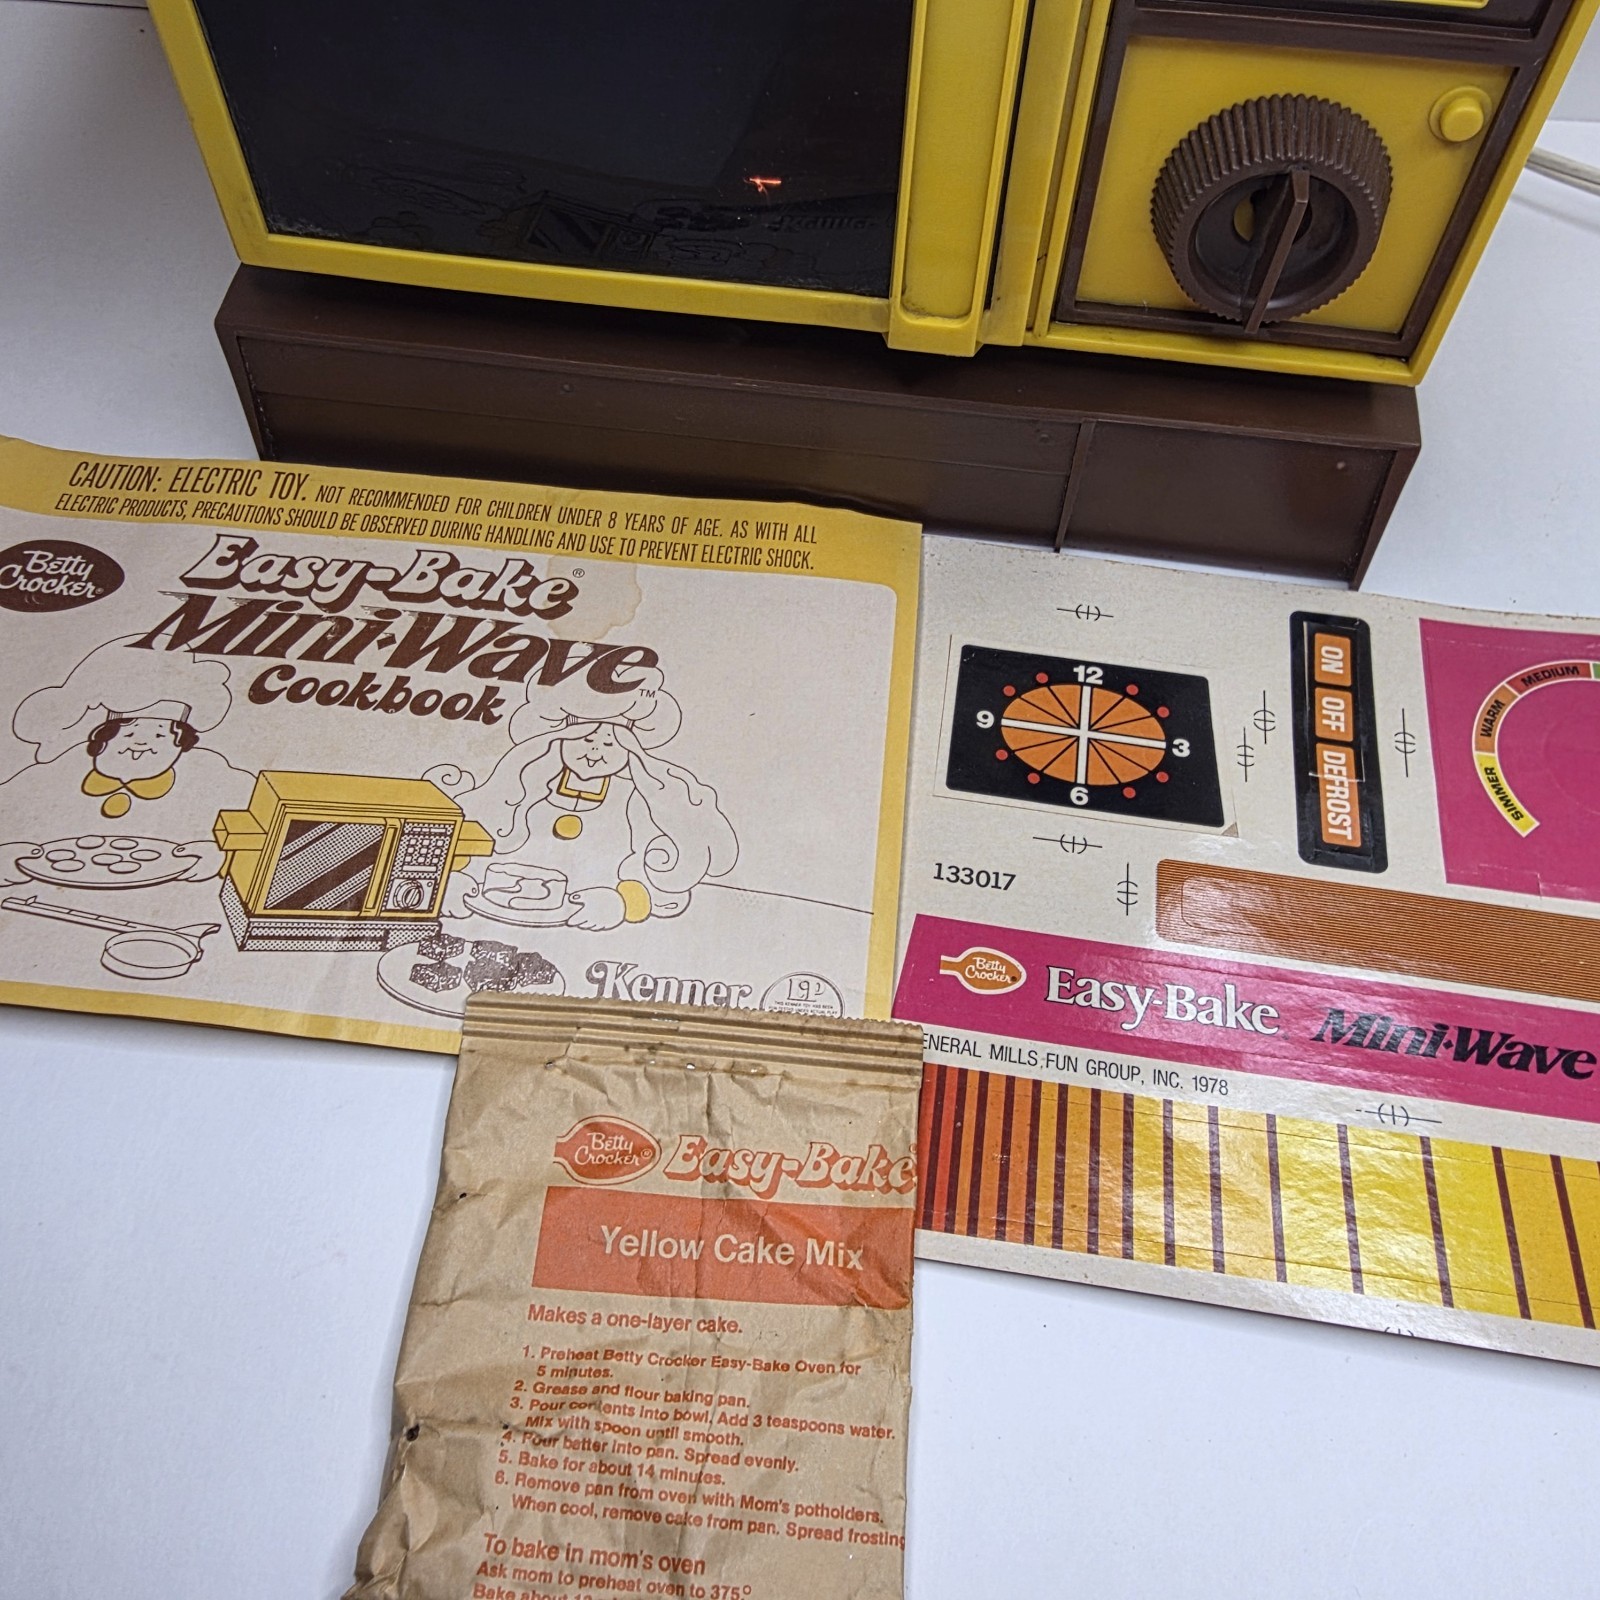 CAUTION: ELECTRIC TOY. NOT RECOMMENDED FOR CHILDREN UNDER 8 YEARS OF AGE. AS WITH ALL
ELECTRIC PRODUCTS, PRECAUTIONS SHOULD BE OBSERVED DURING HANDLING AND USE TO PREVENT ELECTRIC SHOCK.
Betty
Crocker®
Easy-Bake®
Mini-Wave™
Cookbook
Kenner
12
9
3
6
ON
OFF
DEFROST
SIMMER
WARM
MEDIUM
133017
Betty
Crocker®
Easy-Bake Mini-Wave
ENERAL MILLS FUN GROUP, INC. 1978
Betty
Crocker®
Easy-Bake
Yellow Cake Mix
Makes a one-layer cake.
1. Preheat Betty Crocker Easy-Bake Oven for
5 minutes.
2. Grease and flour baking pan.
3. Pour contents into bowl. Add 3 teaspoons water.
Mix with spoon until smooth.
4. Pour batter into pan. Spread evenly.
5. Bake for about 14 minutes.
6. Remove pan from oven with Mom's potholders.
When cool, remove cake from pan. Spread frosting
To bake in mom's oven
Ask mom to preheat oven to 375°
Bake about